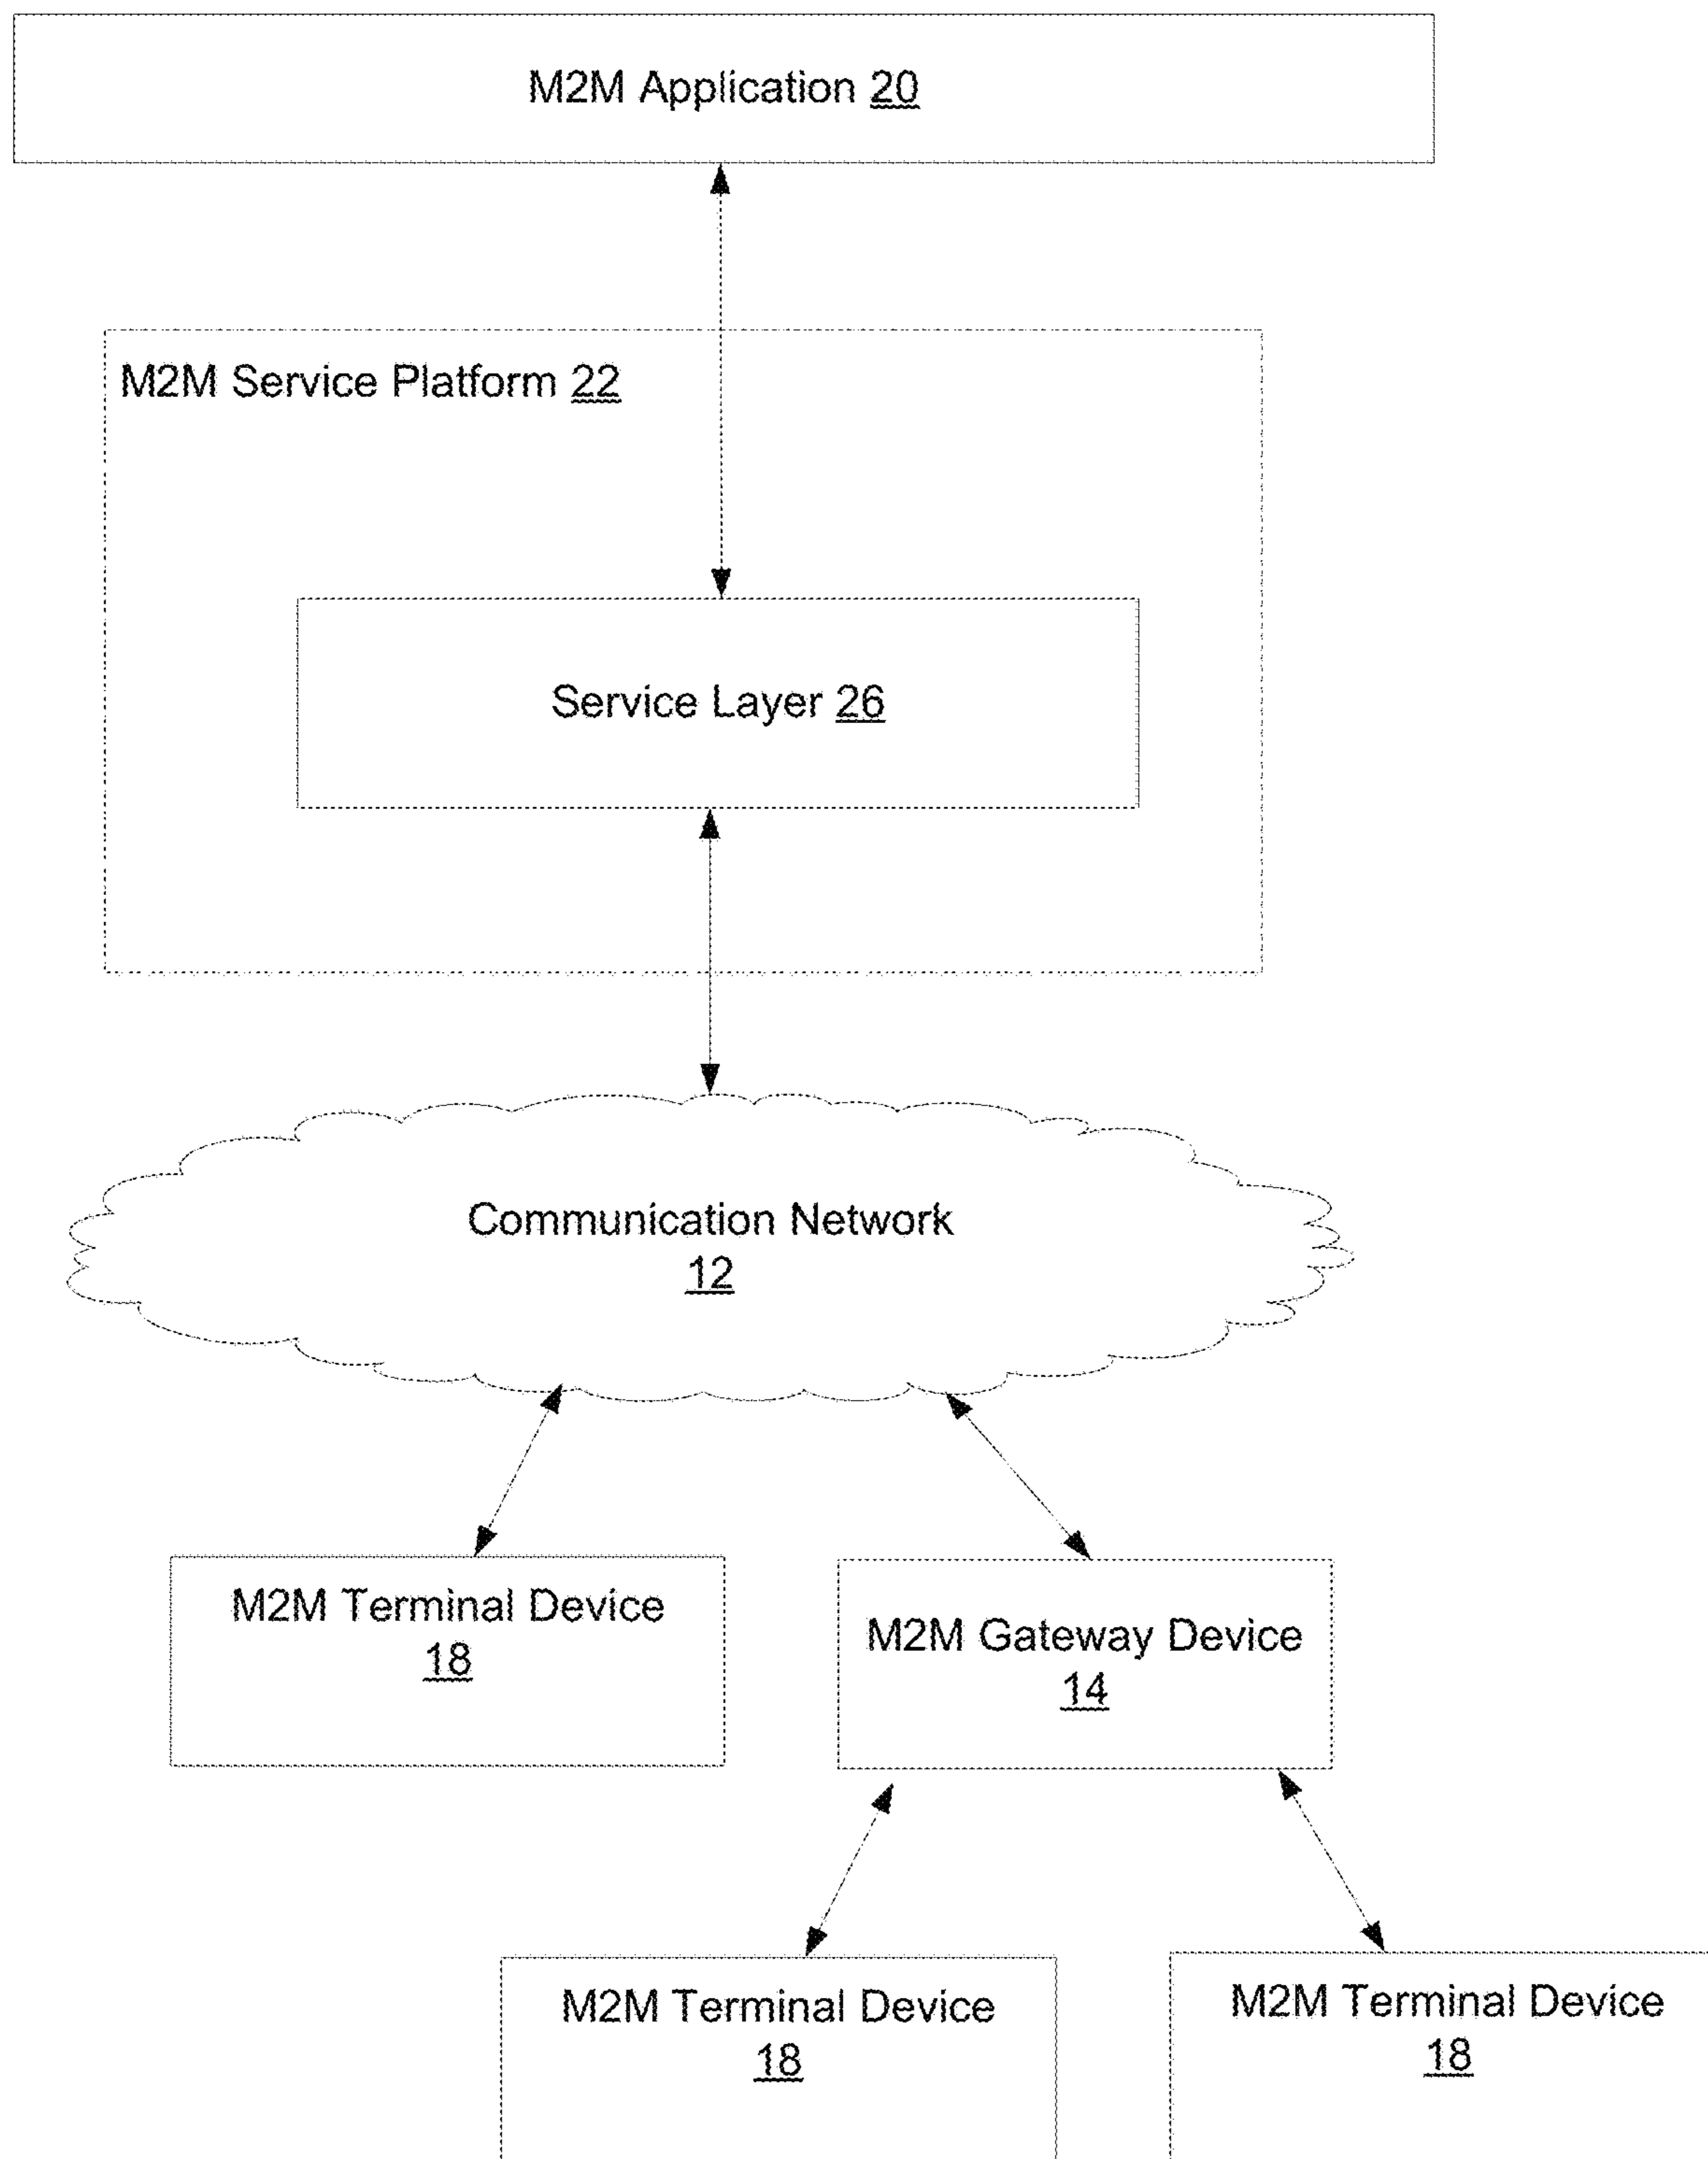 M2M Application 20
M2M Service Platform 22
Service Layer 26
Communication Network
12
M2M Terminal Device
18
M2M Gateway Device
14
M2M Terminal Device
18
M2M Terminal Device
18